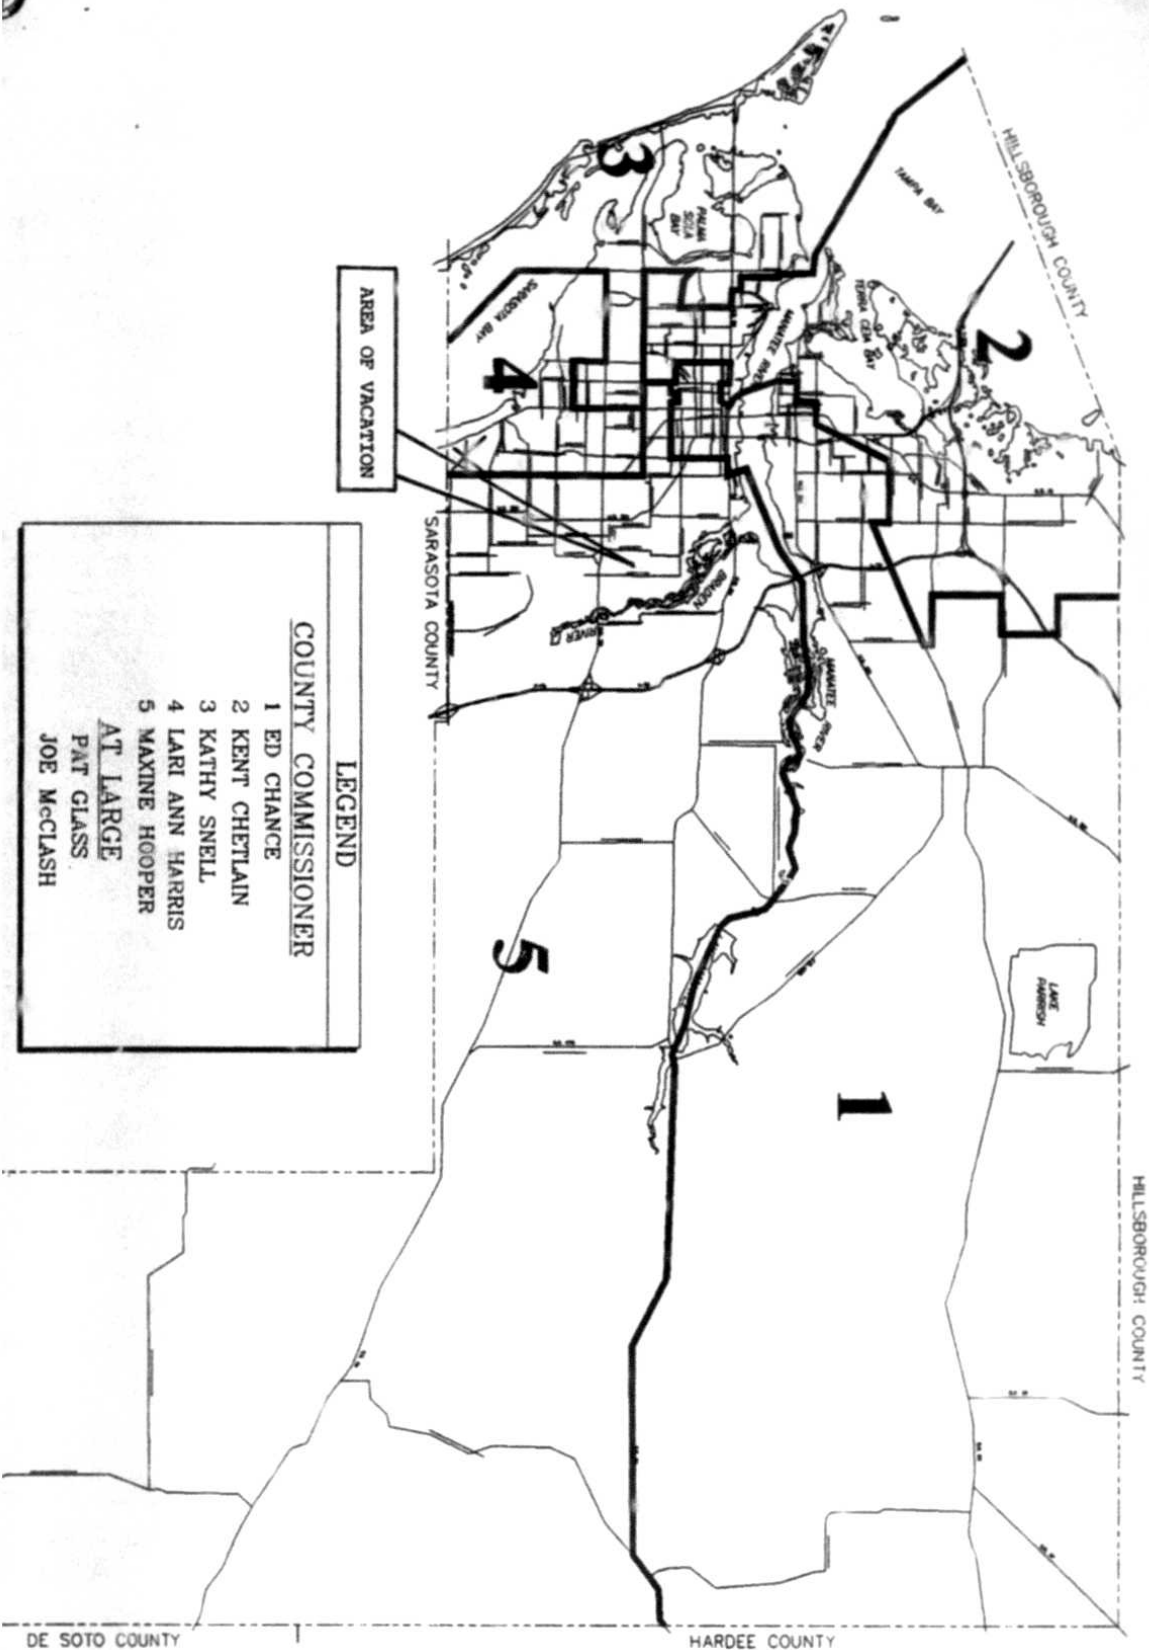 HILLSBOROUGH COUNTY
TAMPA BAY
2
3
PALMA
SOLA
BAY
TERRA CEIA BAY
MANATEE RIVER
SARASOTA BAY
4
AREA OF VACATION
SARASOTA COUNTY
BRADEN
RIVER
MANATEE
RIVER
LAKE
PARRISH
1
5
HILLSBOROUGH COUNTY
HARDEE COUNTY
DE SOTO COUNTY
LEGEND
COUNTY COMMISSIONER
1 ED CHANCE
2 KENT CHETLAIN
3 KATHY SNELL
4 LARI ANN HARRIS
5 MAXINE HOOPER
AT LARGE
PAT GLASS
JOE McCLASH